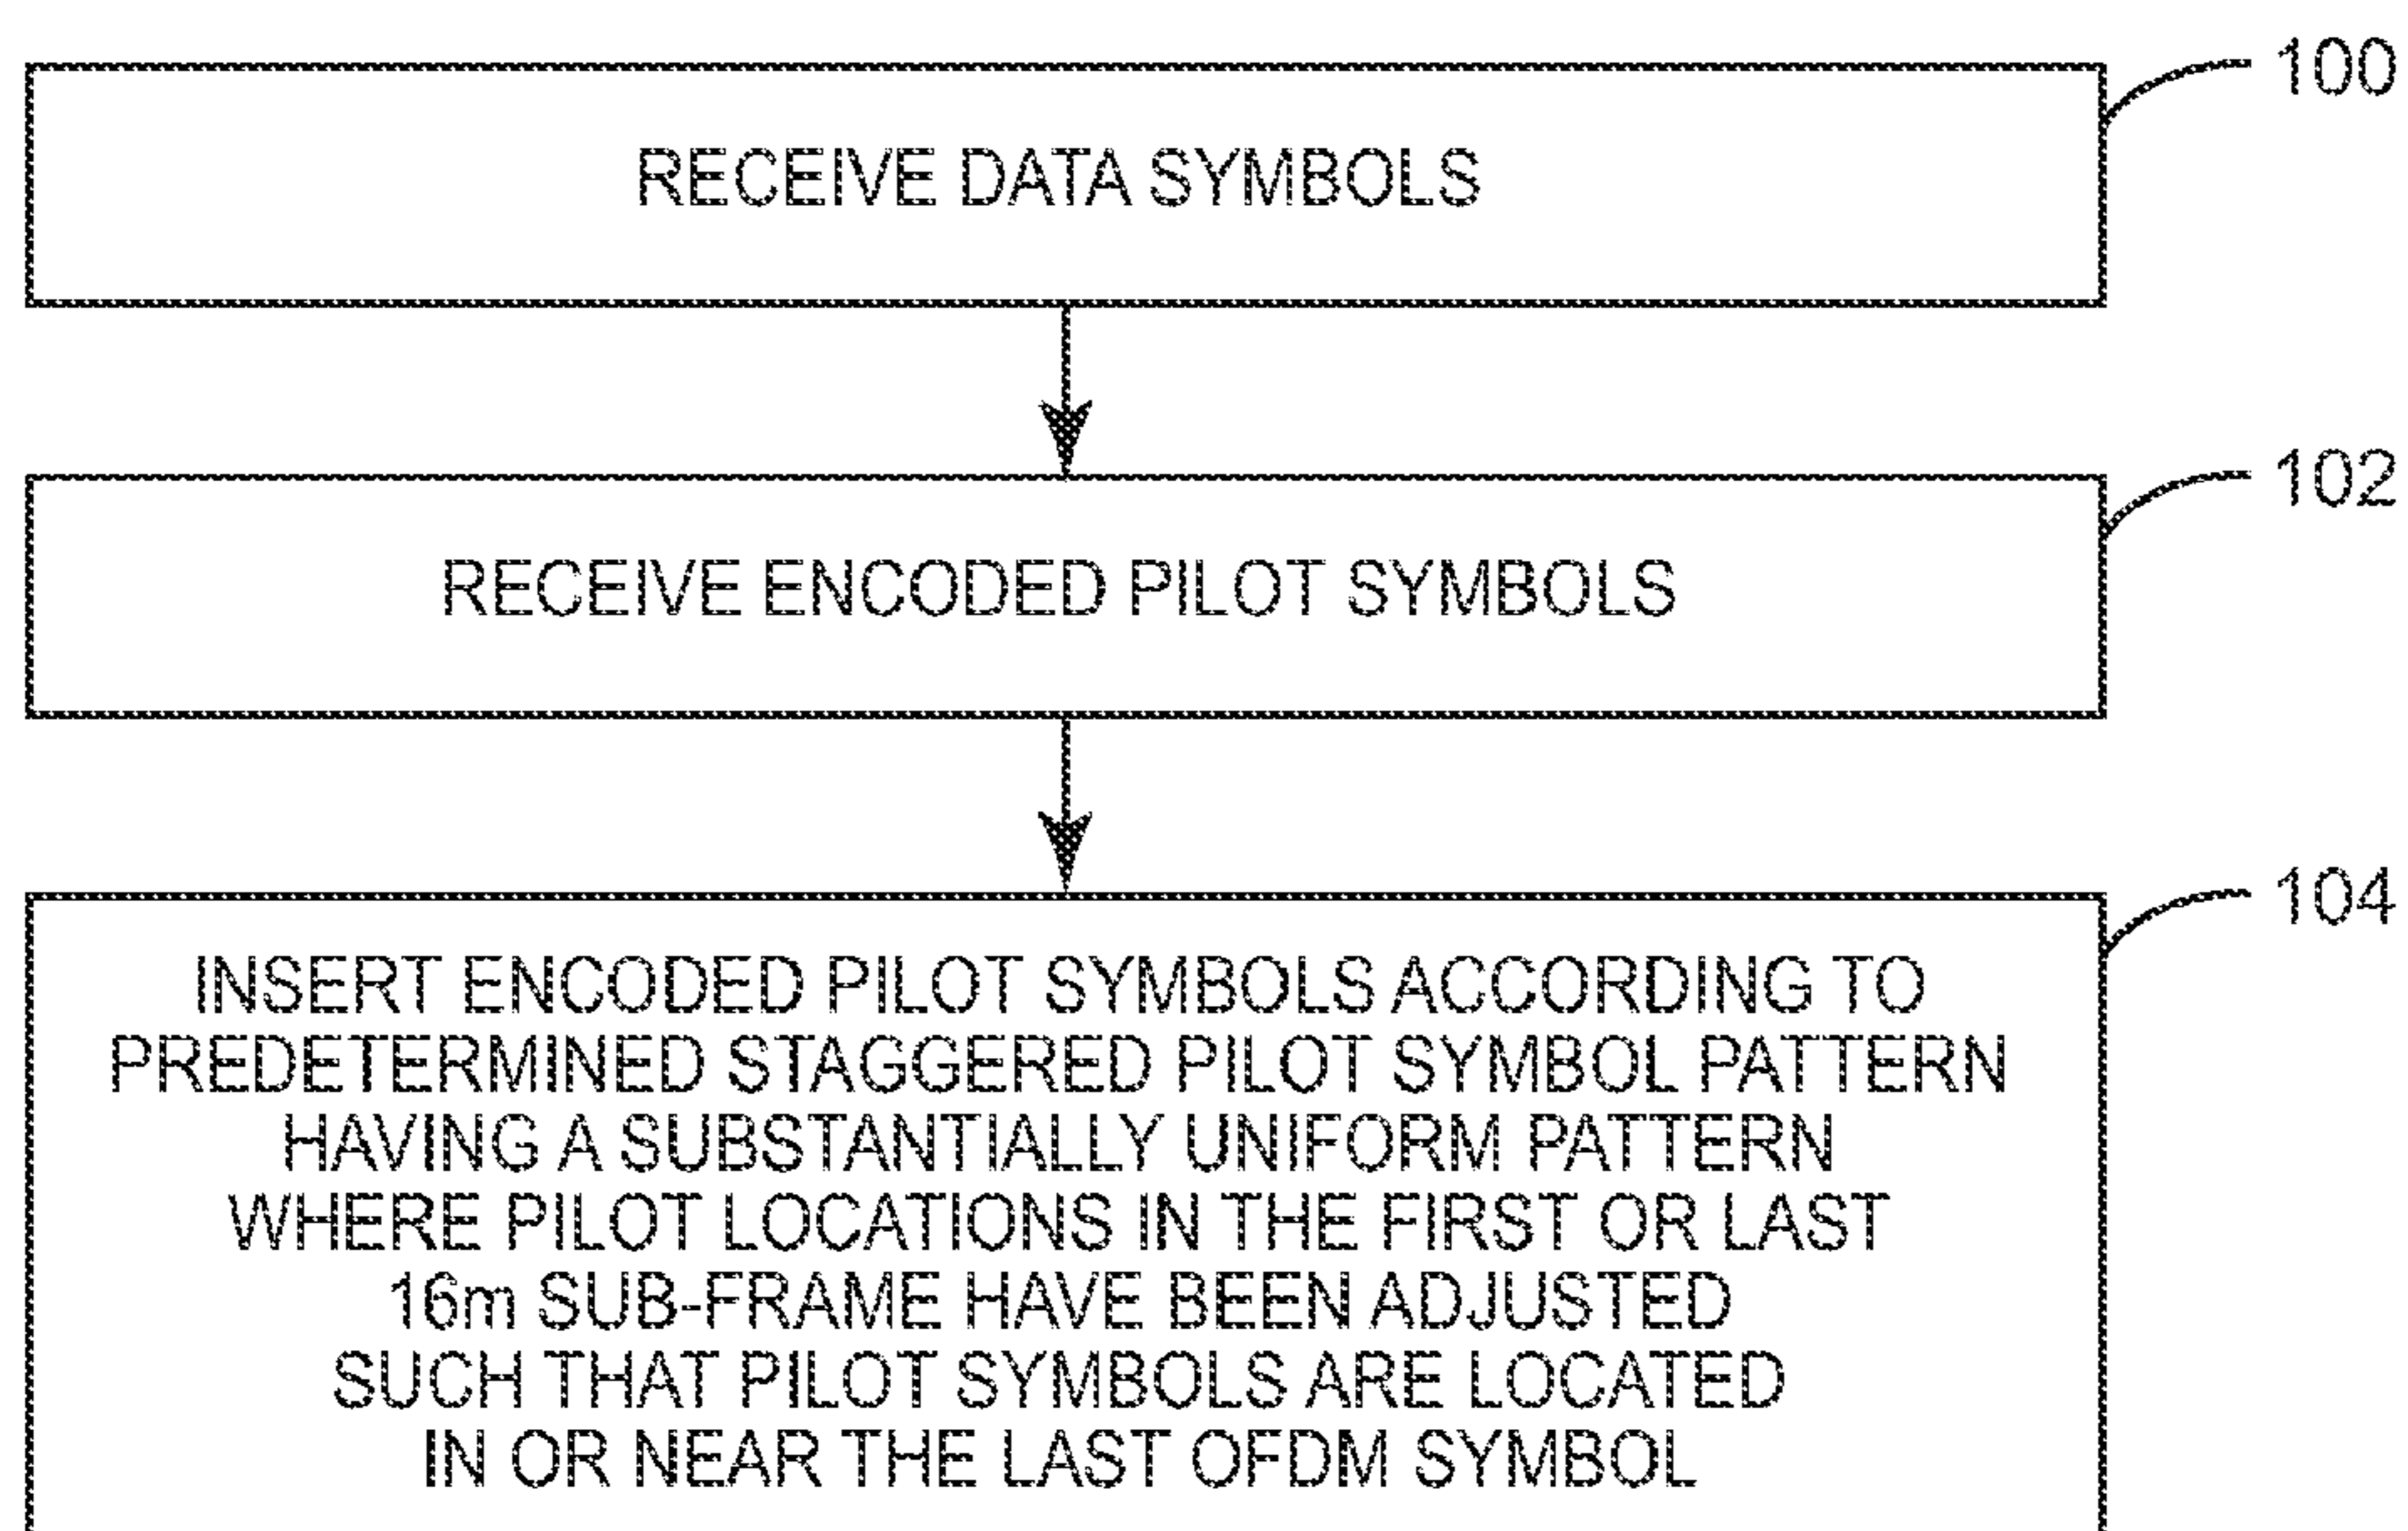 100
RECEIVE DATA SYMBOLS
102
RECEIVE ENCODED PILOT SYMBOLS
104
INSERT ENCODED PILOT SYMBOLS ACCORDING TO
PREDETERMINED STAGGERED PILOT SYMBOL PATTERN
HAVING A SUBSTANTIALLY UNIFORM PATTERN
WHERE PILOT LOCATIONS IN THE FIRST OR LAST
16m SUB-FRAME HAVE BEEN ADJUSTED
SUCH THAT PILOT SYMBOLS ARE LOCATED
IN OR NEAR THE LAST OFDM SYMBOL